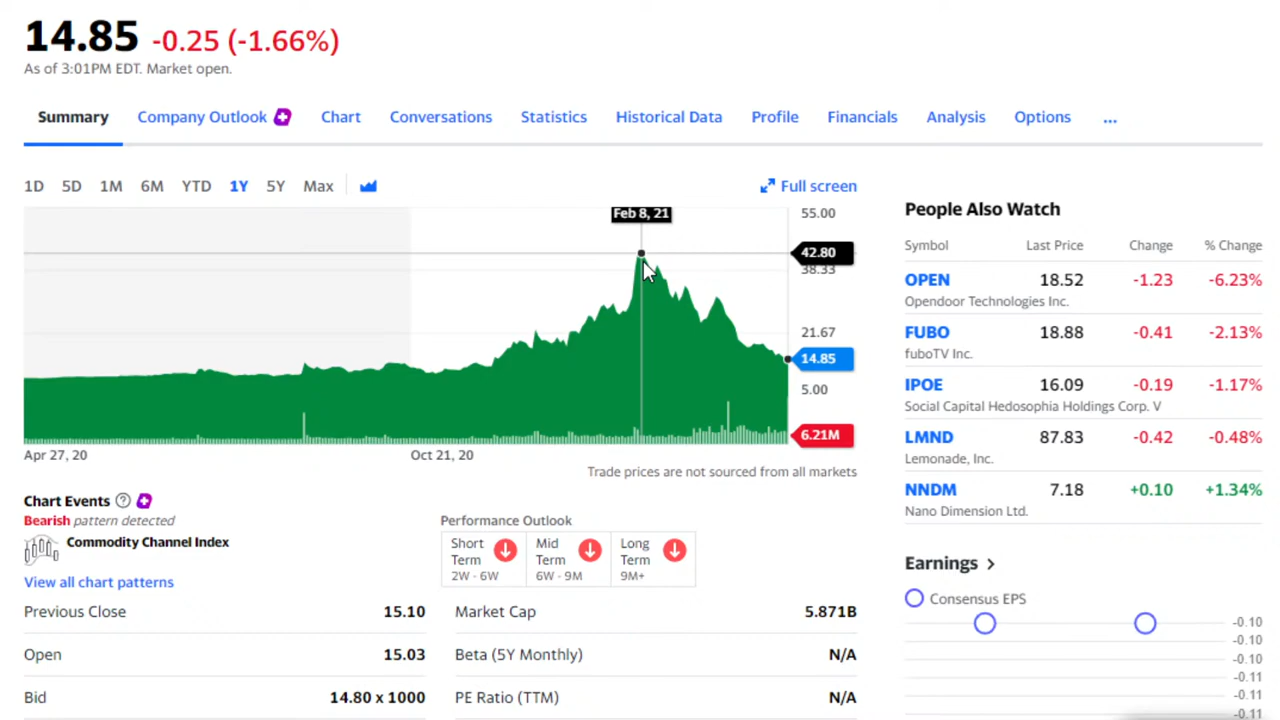 14.85 -0.25 (-1.66%)
As of 3:01PM EDT. Market open.
Summary Company Outlook Chart Conversations Statistics Historical Data Profile Financials Analysis Options ...
1D 5D 1M 6M YTD 1Y 5Y Max Full screen
Feb 8, 21
55.00
42.80
38.33
21.67
14.85
5.00
6.21M
Apr 27, 20 Oct 21, 20
Trade prices are not sourced from all markets
Chart Events ?
Bearish pattern detected
Commodity Channel Index
View all chart patterns
Performance Outlook
Short Term 2W - 6W
Mid Term 6W - 9M
Long Term 9M+
Previous Close 15.10
Open 15.03
Bid 14.80 x 1000
Market Cap 5.871B
Beta (5Y Monthly) N/A
PE Ratio (TTM) N/A
People Also Watch
Symbol Last Price Change % Change
OPEN 18.52 -1.23 -6.23%
Opendoor Technologies Inc.
FUBO 18.88 -0.41 -2.13%
fuboTV Inc.
IPOE 16.09 -0.19 -1.17%
Social Capital Hedosophia Holdings Corp. V
LMND 87.83 -0.42 -0.48%
Lemonade, Inc.
NNDM 7.18 +0.10 +1.34%
Nano Dimension Ltd.
Earnings
Consensus EPS
-0.10
-0.10
-0.10
-0.11
-0.11
-0.11